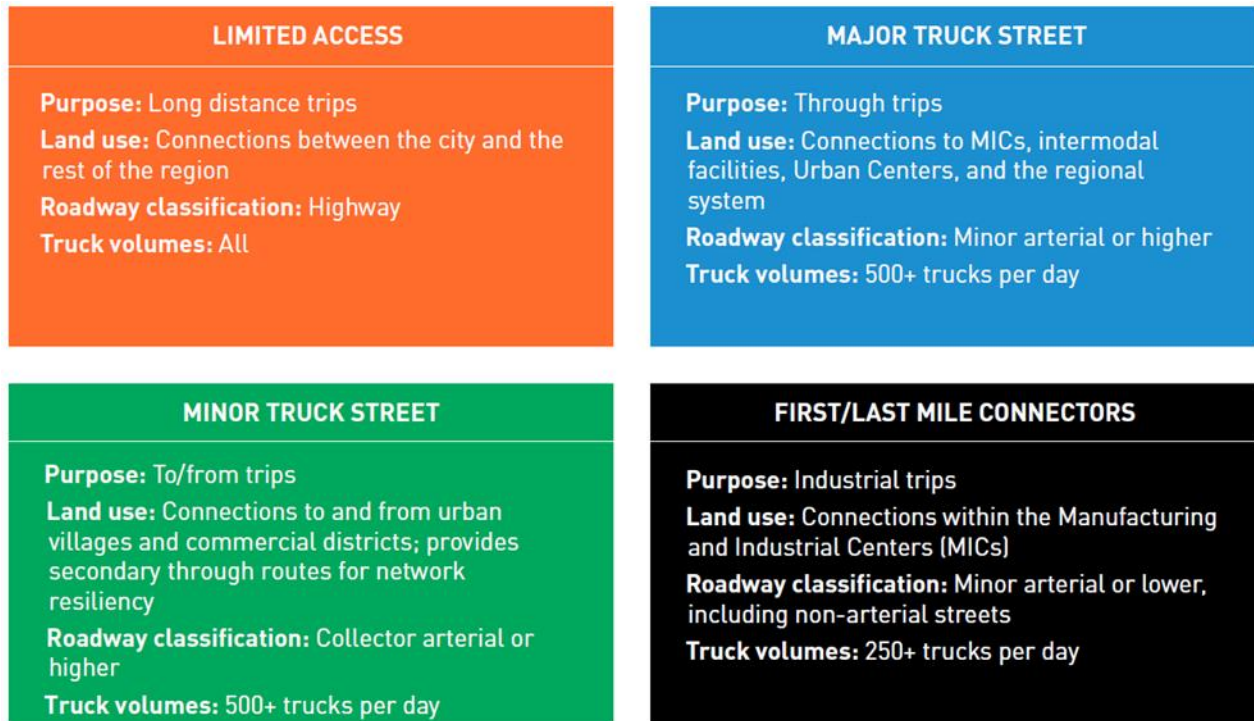 LIMITED ACCESS
Purpose: Long distance trips
Land use: Connections between the city and the
rest of the region
Roadway classification: Highway
Truck volumes: All
MAJOR TRUCK STREET
Purpose: Through trips
Land use: Connections to MICs, intermodal
facilities, Urban Centers, and the regional
system
Roadway classification: Minor arterial or higher
Truck volumes: 500+ trucks per day
MINOR TRUCK STREET
Purpose: To/from trips
Land use: Connections to and from urban
villages and commercial districts; provides
secondary through routes for network
resiliency
Roadway classification: Collector arterial or
higher
Truck volumes: 500+ trucks per day
FIRST/LAST MILE CONNECTORS
Purpose: Industrial trips
Land use: Connections within the Manufacturing
and Industrial Centers (MICs)
Roadway classification: Minor arterial or lower,
including non-arterial streets
Truck volumes: 250+ trucks per day